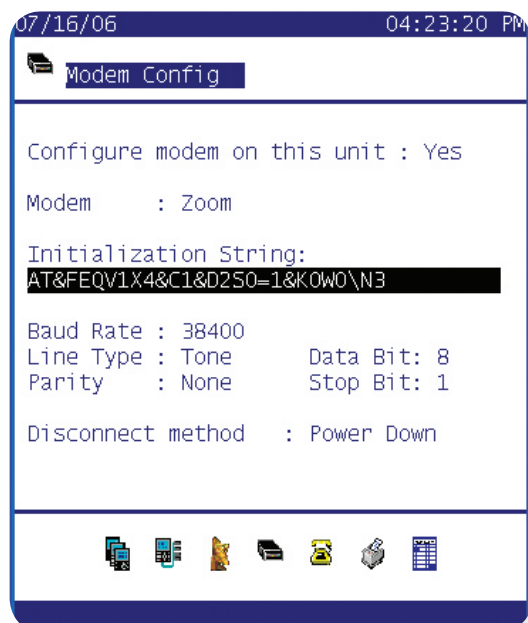 07/16/06 04:23:20 PM
Modem Config
Configure modem on this unit : Yes
Modem : Zoom
Initialization String:
AT&FEQV1X4&C1&D2S0=1&K0W0\N3
Baud Rate : 38400
Line Type : Tone Data Bit: 8
Parity : None Stop Bit: 1
Disconnect method : Power Down